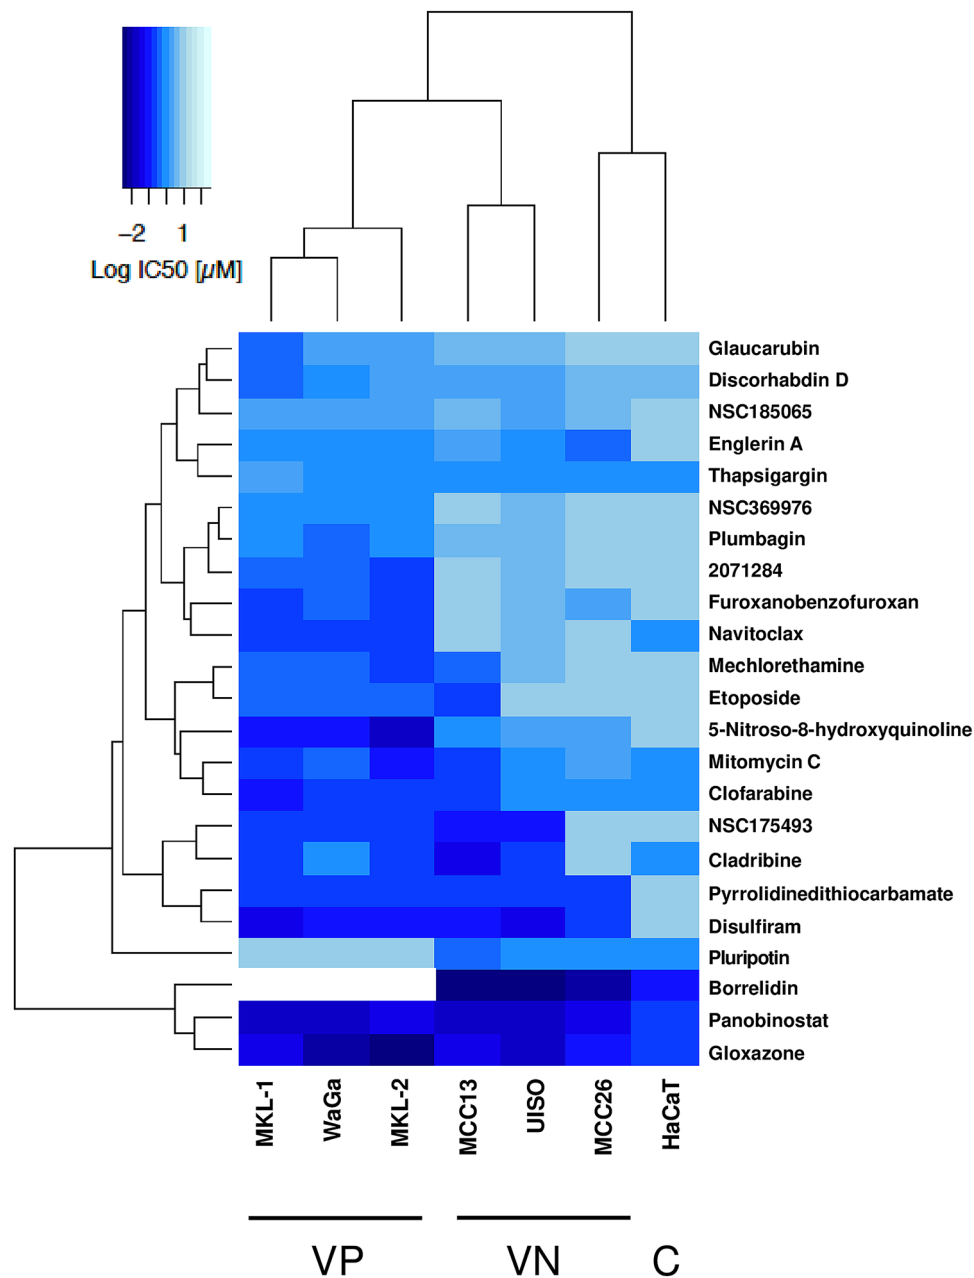 −2 1
Log IC50 [µM]
Glaucarubin
Discorhabdin D
NSC185065
Englerin A
Thapsigargin
NSC369976
Plumbagin
2071284
Furoxanobenzofuroxan
Navitoclax
Mechlorethamine
Etoposide
5-Nitroso-8-hydroxyquinoline
Mitomycin C
Clofarabine
NSC175493
Cladribine
Pyrrolidinedithiocarbamate
Disulfiram
Pluripotin
Borrelidin
Panobinostat
Gloxazone
MKL-1
WaGa
MKL-2
MCC13
UISO
MCC26
HaCaT
VP VN C